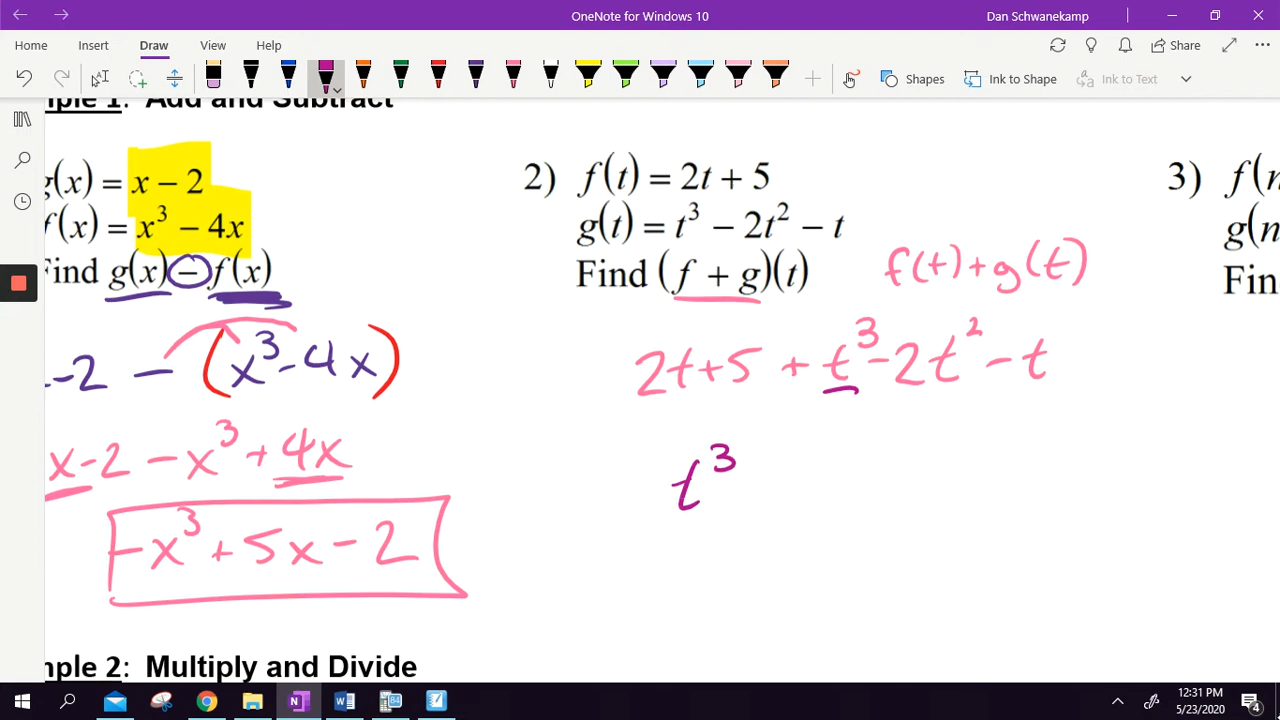 OneNote for Windows 10
Dan Schwanekamp
Home Insert Draw View Help
Share
Shapes Ink to Shape Ink to Text
mple 1: Add and Subtract
g(x) = x − 2
f(x) = x³ − 4x
Find g(x) − f(x)
-2 − (x³-4x)
x-2 −x³+4x
-x³+5x-2
2) f(t) = 2t + 5
g(t) = t³ − 2t² − t
Find (f + g)(t)
f(t)+g(t)
2t+5 + t³-2t²-t
t³
3) f(n
g(n
Fin
mple 2: Multiply and Divide
12:31 PM
5/23/2020
4